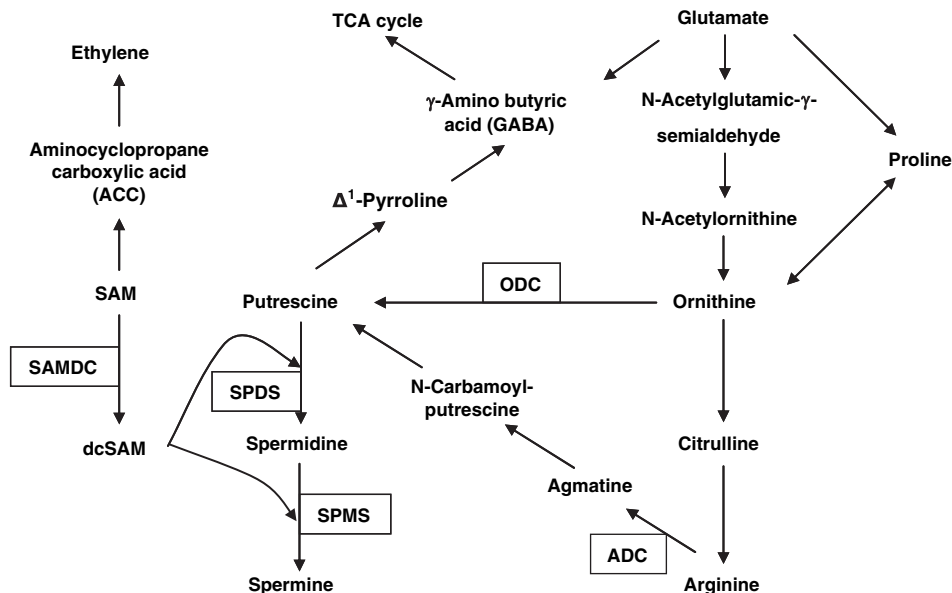 TCA cycle
Glutamate
Ethylene
γ-Amino butyric
acid (GABA)
N-Acetylglutamic-γ-
semialdehyde
Aminocyclopropane
carboxylic acid
(ACC)
Proline
Δ¹-Pyrroline
N-Acetylornithine
SAM
Putrescine
ODC
Ornithine
SAMDC
SPDS
N-Carbamoyl-
putrescine
dcSAM
Spermidine
Citrulline
Agmatine
SPMS
ADC
Spermine
Arginine